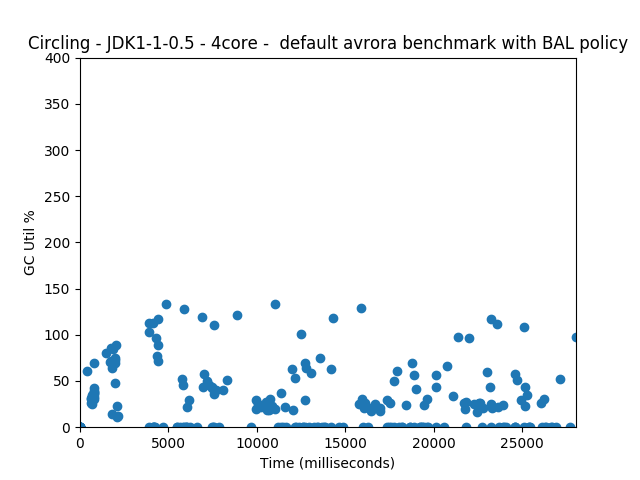 Circling - JDK1-1-0.5 - 4core -  default avrora benchmark with BAL policy
400
350
300
250
200
150
100
50
0
GC Util %
0 5000 10000 15000 20000 25000
Time (milliseconds)